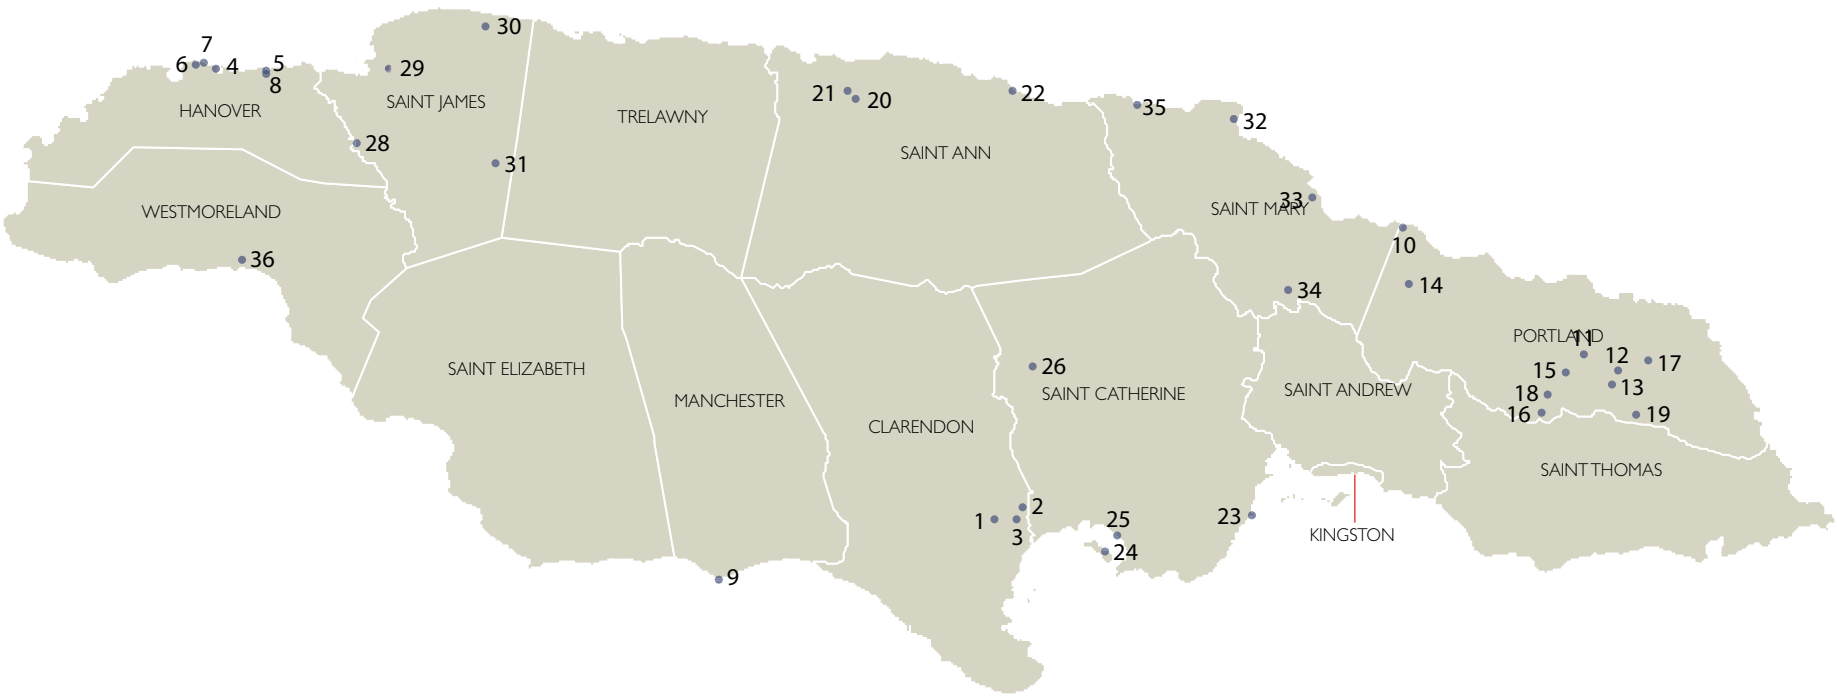 30
7
6
4
5
8
29
HANOVER
SAINT JAMES
TRELAWNY
21
20
22
35
32
28
31
SAINT ANN
WESTMORELAND
33
SAINT MARY
36
10
34
14
PORTLAND
11
12
17
15
13
18
16
19
26
SAINT ELIZABETH
MANCHESTER
SAINT CATHERINE
SAINT ANDREW
CLARENDON
SAINT THOMAS
2
1
3
25
24
23
KINGSTON
9